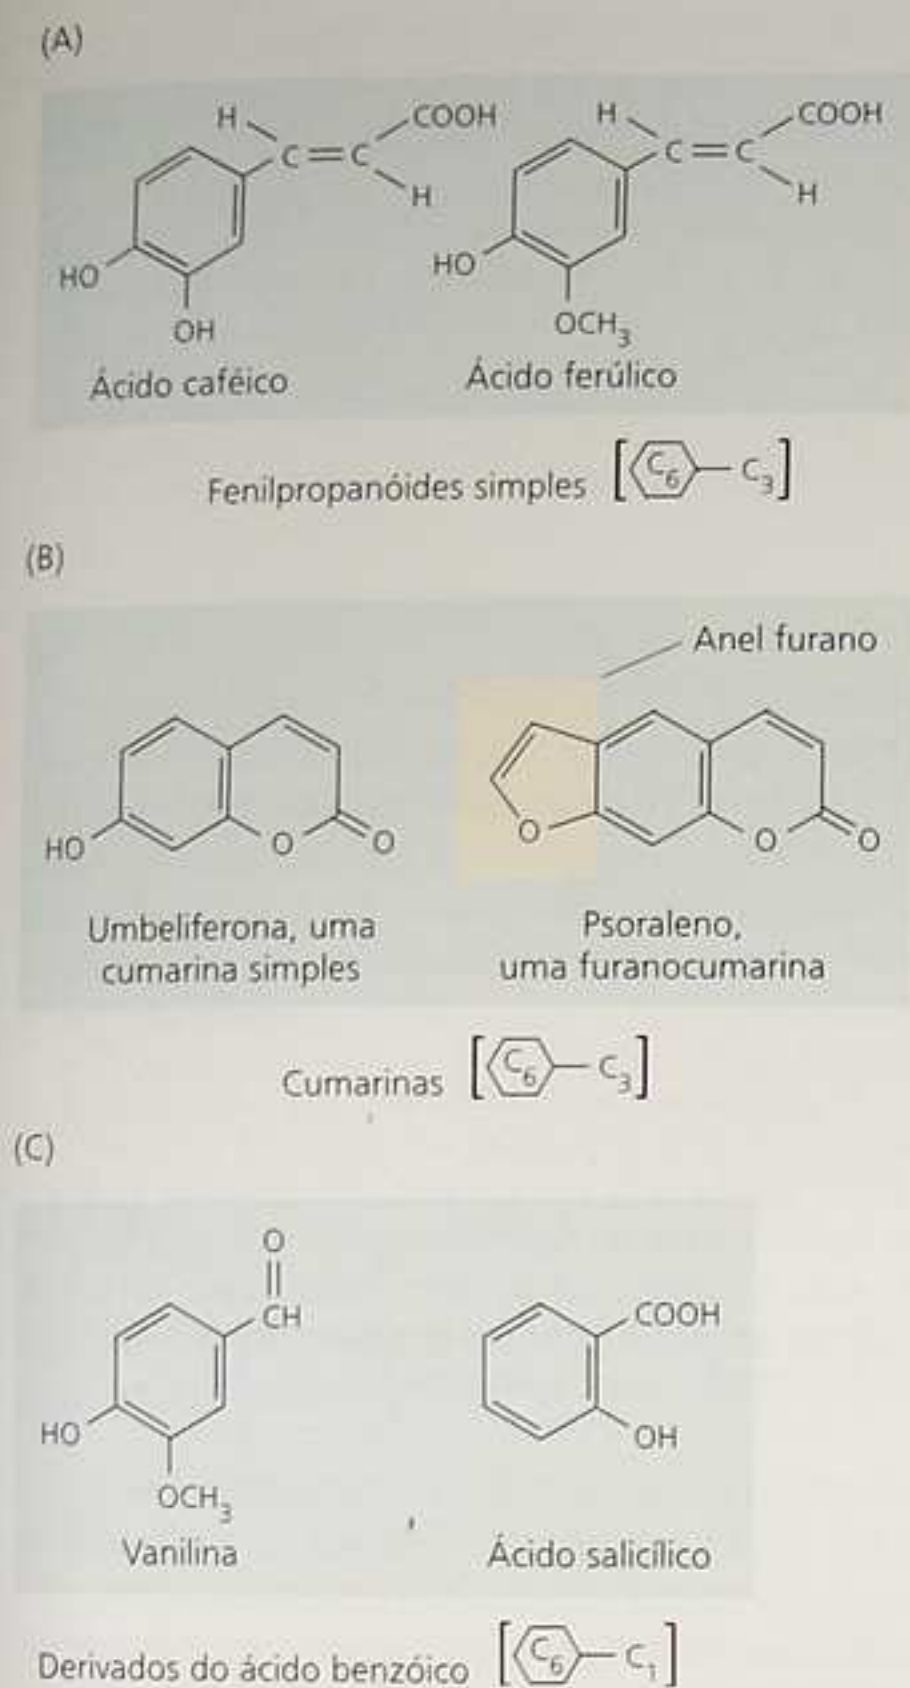 (A)
H COOH H COOH
C=C C=C
H H
HO HO
OH OCH₃
Ácido caféico Ácido ferúlico
Fenilpropanóides simples [C₆—C₃]
(B)
Anel furano
HO O O O O O
Umbeliferona, uma
cumarina simples
Psoraleno,
uma furanocumarina
Cumarinas [C₆—C₃]
(C)
O
CH COOH
HO OH
OCH₃
Vanilina Ácido salicílico
Derivados do ácido benzóico [C₆—C₁]